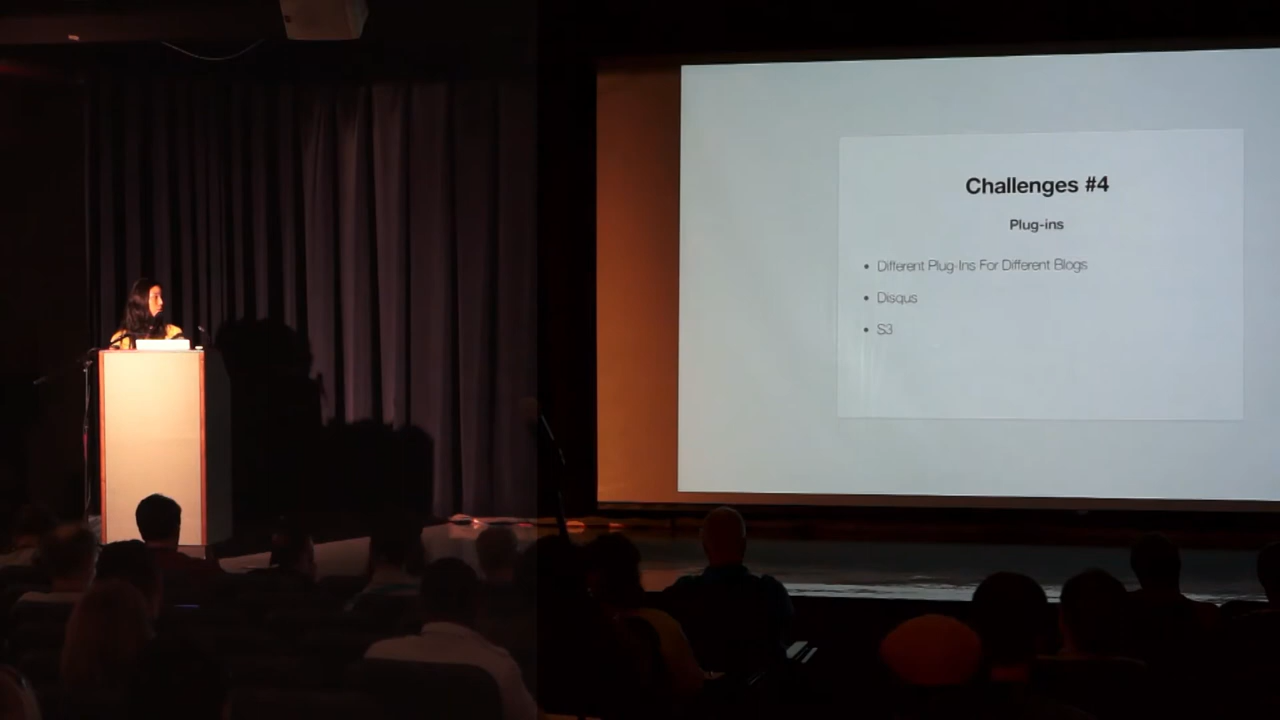 Challenges #4
Plug-ins
• Different Plug-Ins For Different Blogs
• Disqus
• S3